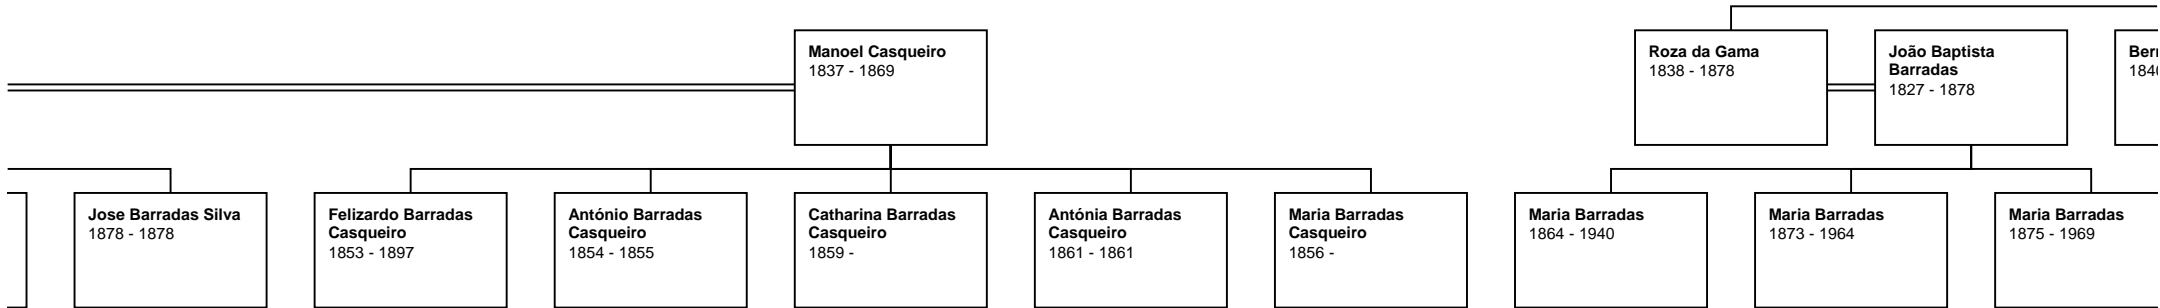 Manoel Casqueiro
1837 - 1869
Roza da Gama
1838 - 1878
João Baptista
Barradas
1827 - 1878
Jose Barradas Silva
1878 - 1878
Felizardo Barradas
Casqueiro
1853 - 1897
António Barradas
Casqueiro
1854 - 1855
Catharina Barradas
Casqueiro
1859 -
Antónia Barradas
Casqueiro
1861 - 1861
Maria Barradas
Casqueiro
1856 -
Maria Barradas
1864 - 1940
Maria Barradas
1873 - 1964
Maria Barradas
1875 - 1969